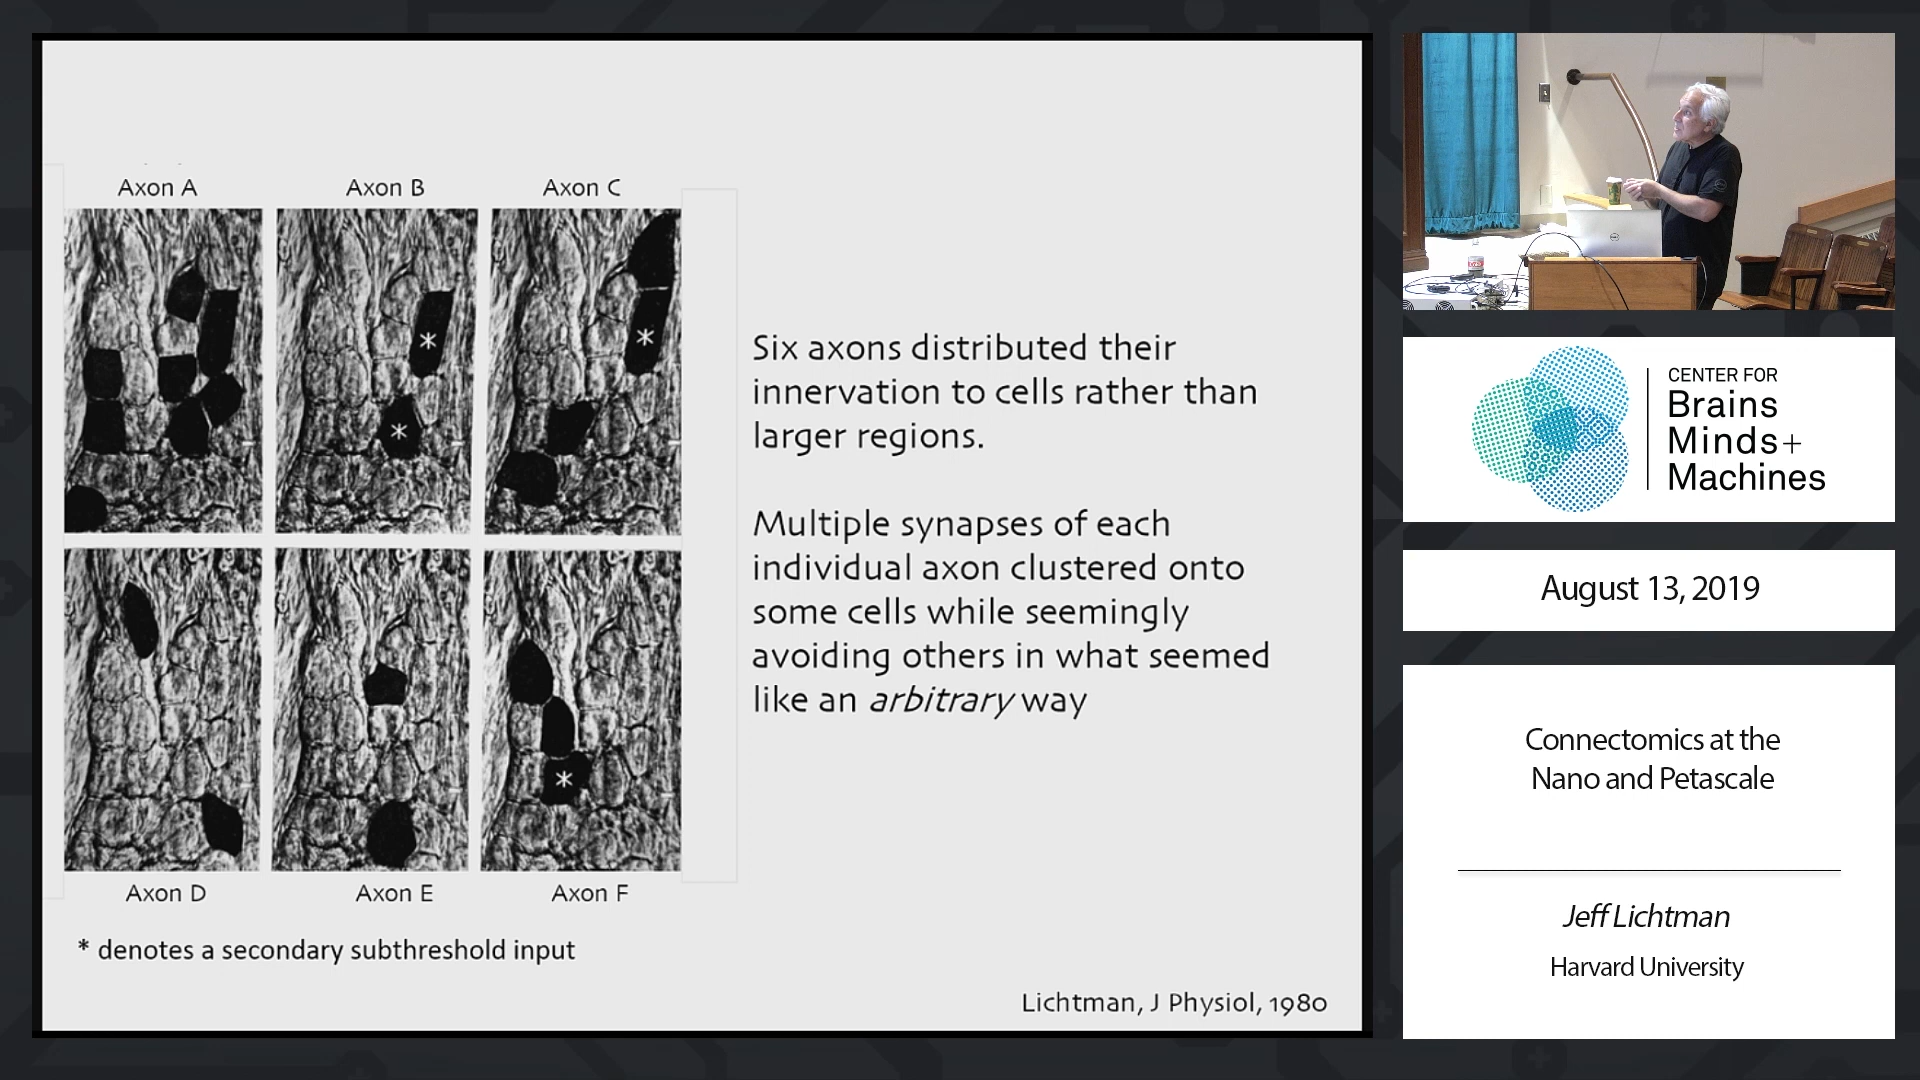 Axon A
Axon B
Axon C
*
*
*
Axon D
Axon E
Axon F
*
* denotes a secondary subthreshold input
Six axons distributed their
innervation to cells rather than
larger regions.
Multiple synapses of each
individual axon clustered onto
some cells while seemingly
avoiding others in what seemed
like an arbitrary way
Lichtman, J Physiol, 1980
CENTER FOR
Brains
Minds+
Machines
August 13, 2019
Connectomics at the
Nano and Petascale
Jeff Lichtman
Harvard University